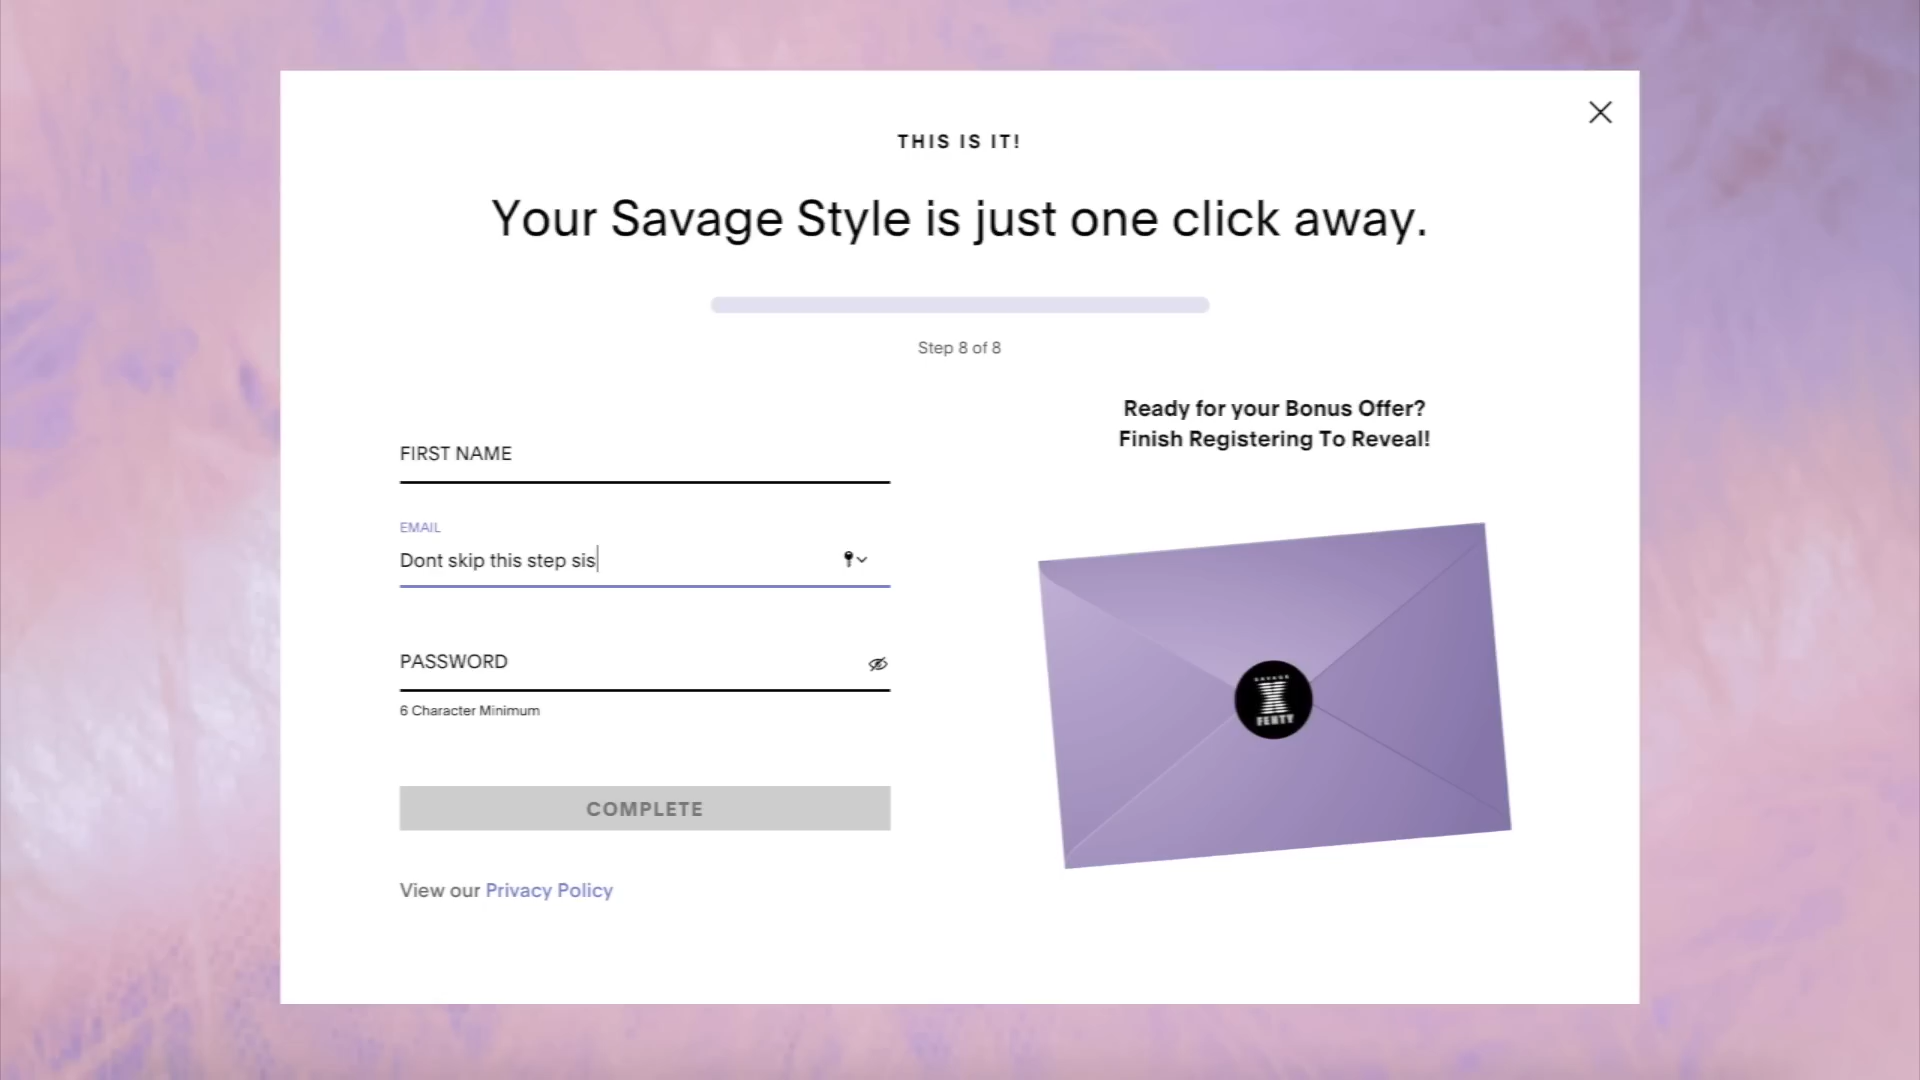 THIS IS IT!
Your Savage Style is just one click away.
Step 8 of 8
FIRST NAME
EMAIL
Dont skip this step sis
PASSWORD
6 Character Minimum
COMPLETE
View our Privacy Policy
Ready for your Bonus Offer?
Finish Registering To Reveal!
SAVAGE
X
FENTY